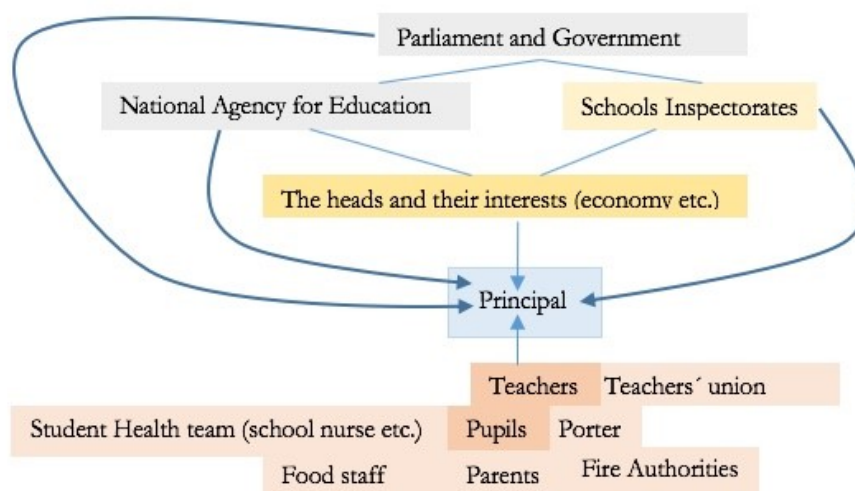 Parliament and Government
National Agency for Education
Schools Inspectorates
The heads and their interests (economy etc.)
Principal
Teachers
Teachers´ union
Student Health team (school nurse etc.)
Pupils
Porter
Food staff
Parents
Fire Authorities